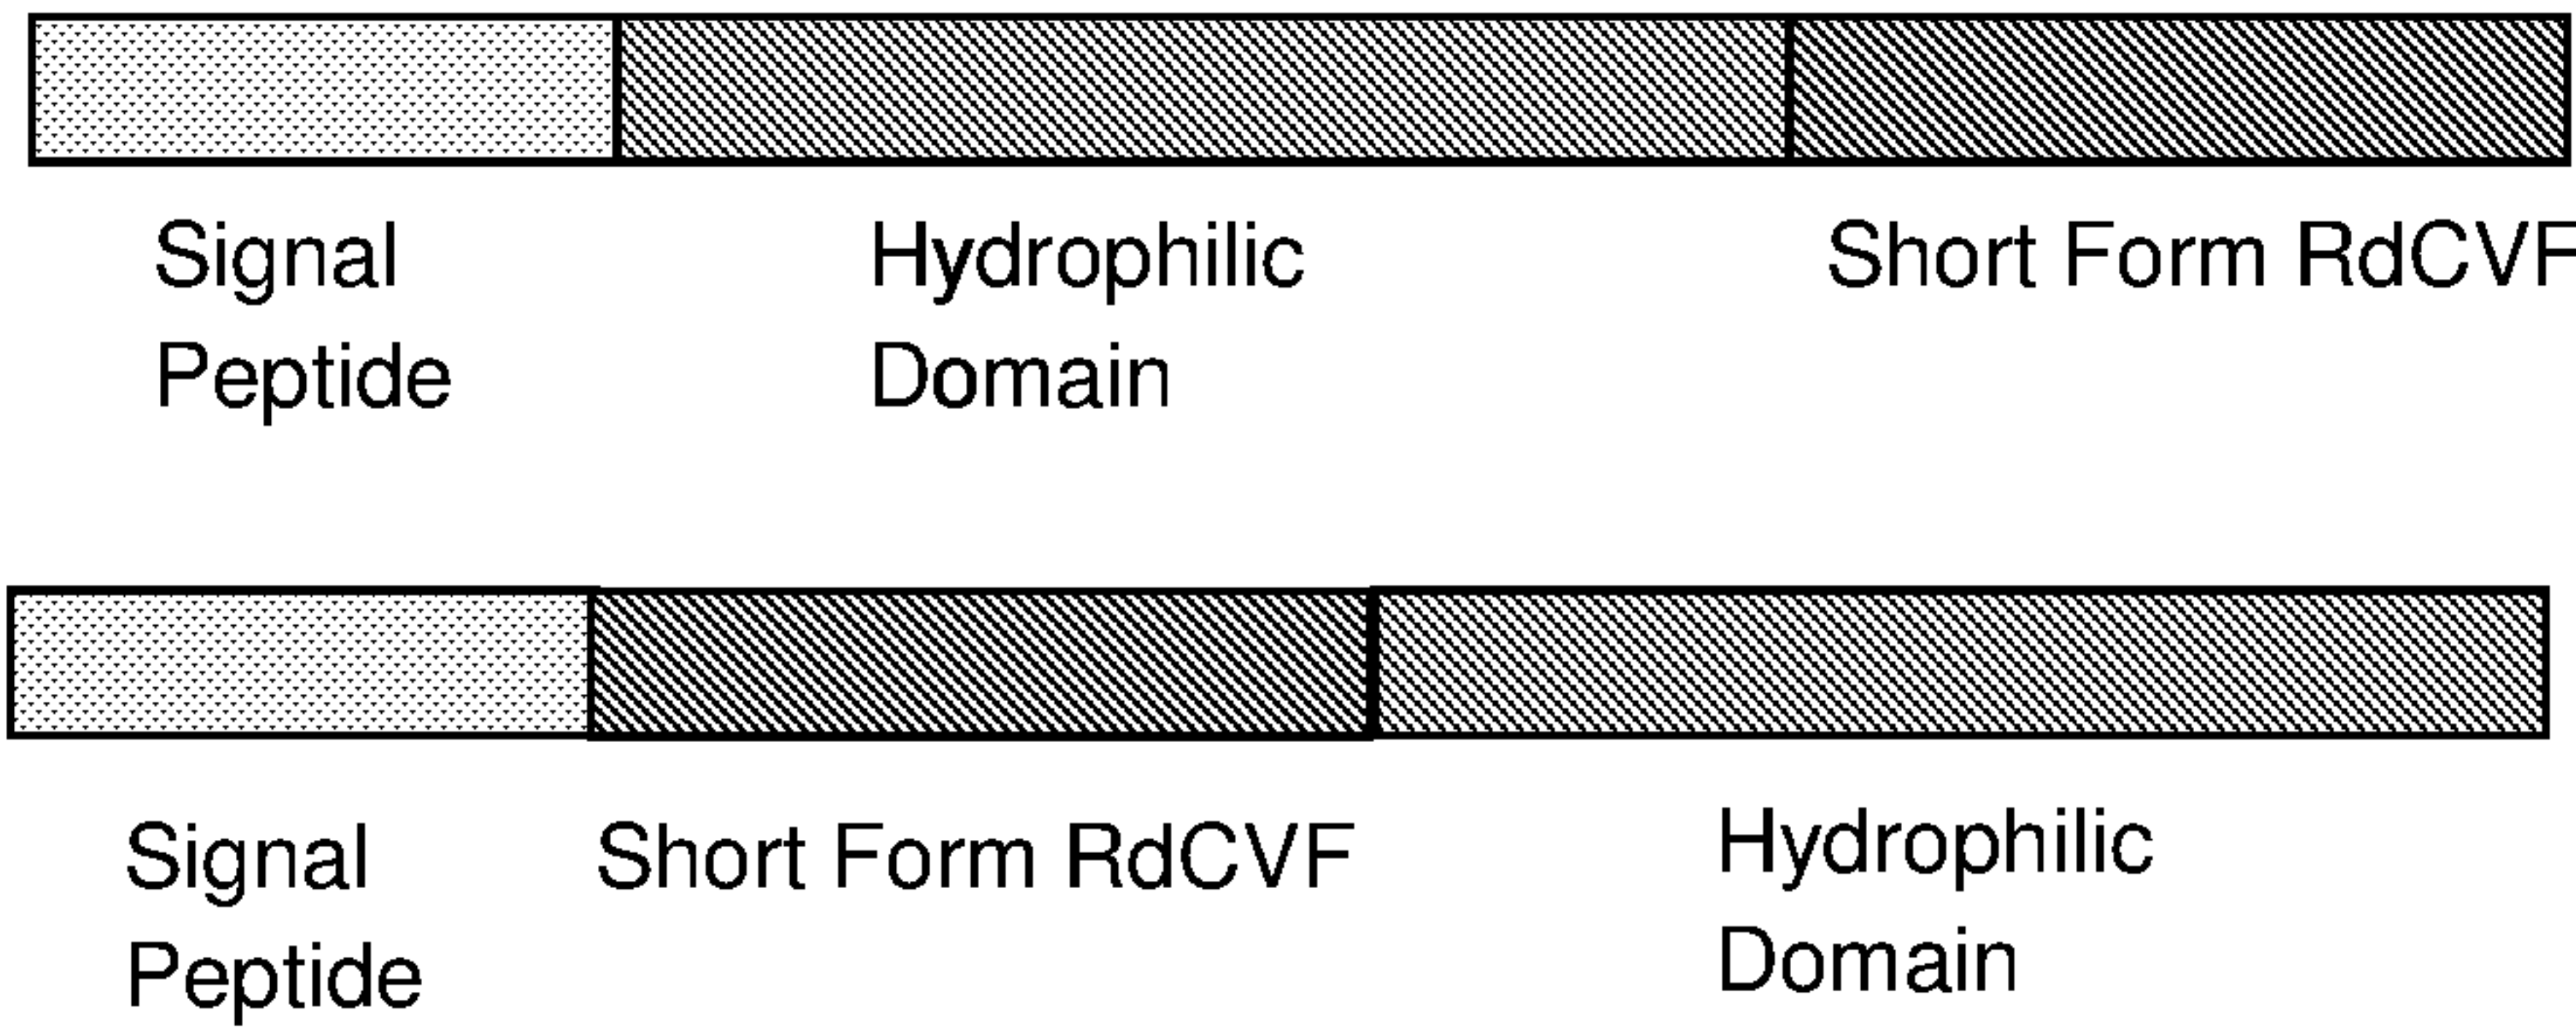 Signal
Peptide
Hydrophilic
Domain
Short Form RdCVF
Signal
Peptide
Short Form RdCVF
Hydrophilic
Domain